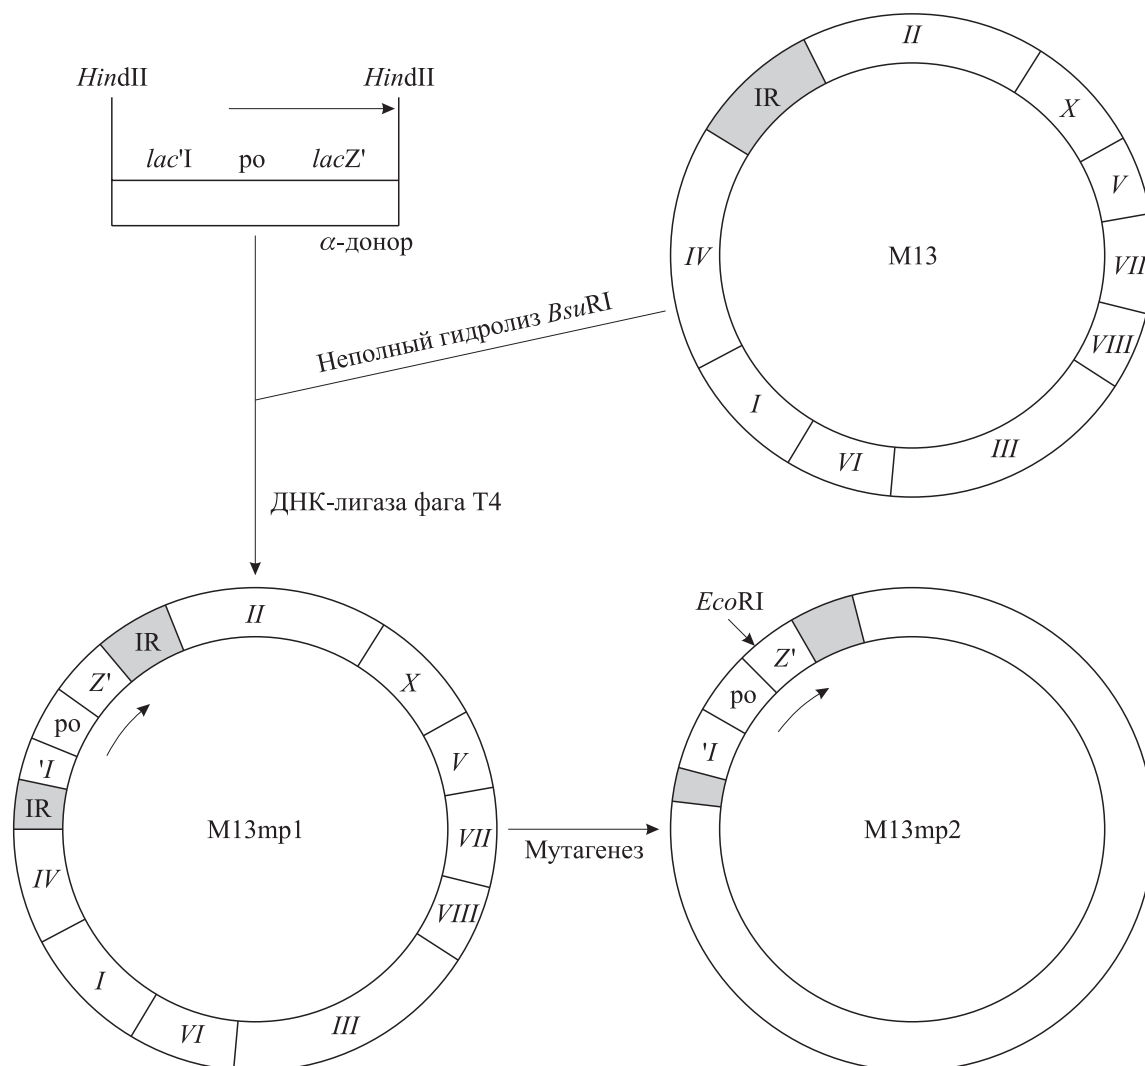 HindII HindII
lac'I po lacZ'
α-донор
Неполный гидролиз BsuRI
ДНК-лигаза фага T4
II
IR
X
V
IV
M13
VII
VIII
I
VI
III
II
IR
Z'
X
po
'I
V
IR
M13mp1
VII
IV
VIII
I
VI
III
Мутагенез
EcoRI
Z'
po
'I
M13mp2